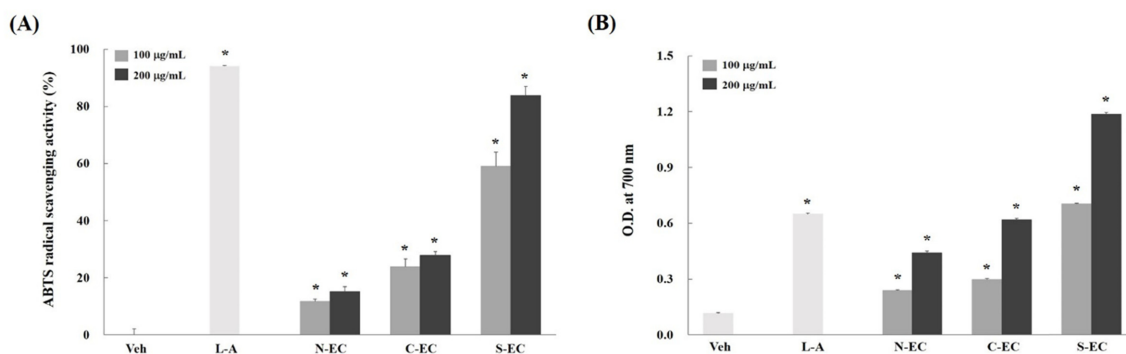 (A)
ABTS radical scavenging activity (%)
100
80
60
40
20
0
100 μg/mL
200 μg/mL
*
* *
* *
* *
Veh L-A N-EC C-EC S-EC
(B)
O.D. at 700 nm
1.5
1.2
0.9
0.6
0.3
0.0
100 μg/mL
200 μg/mL
*
* *
* *
* *
Veh L-A N-EC C-EC S-EC